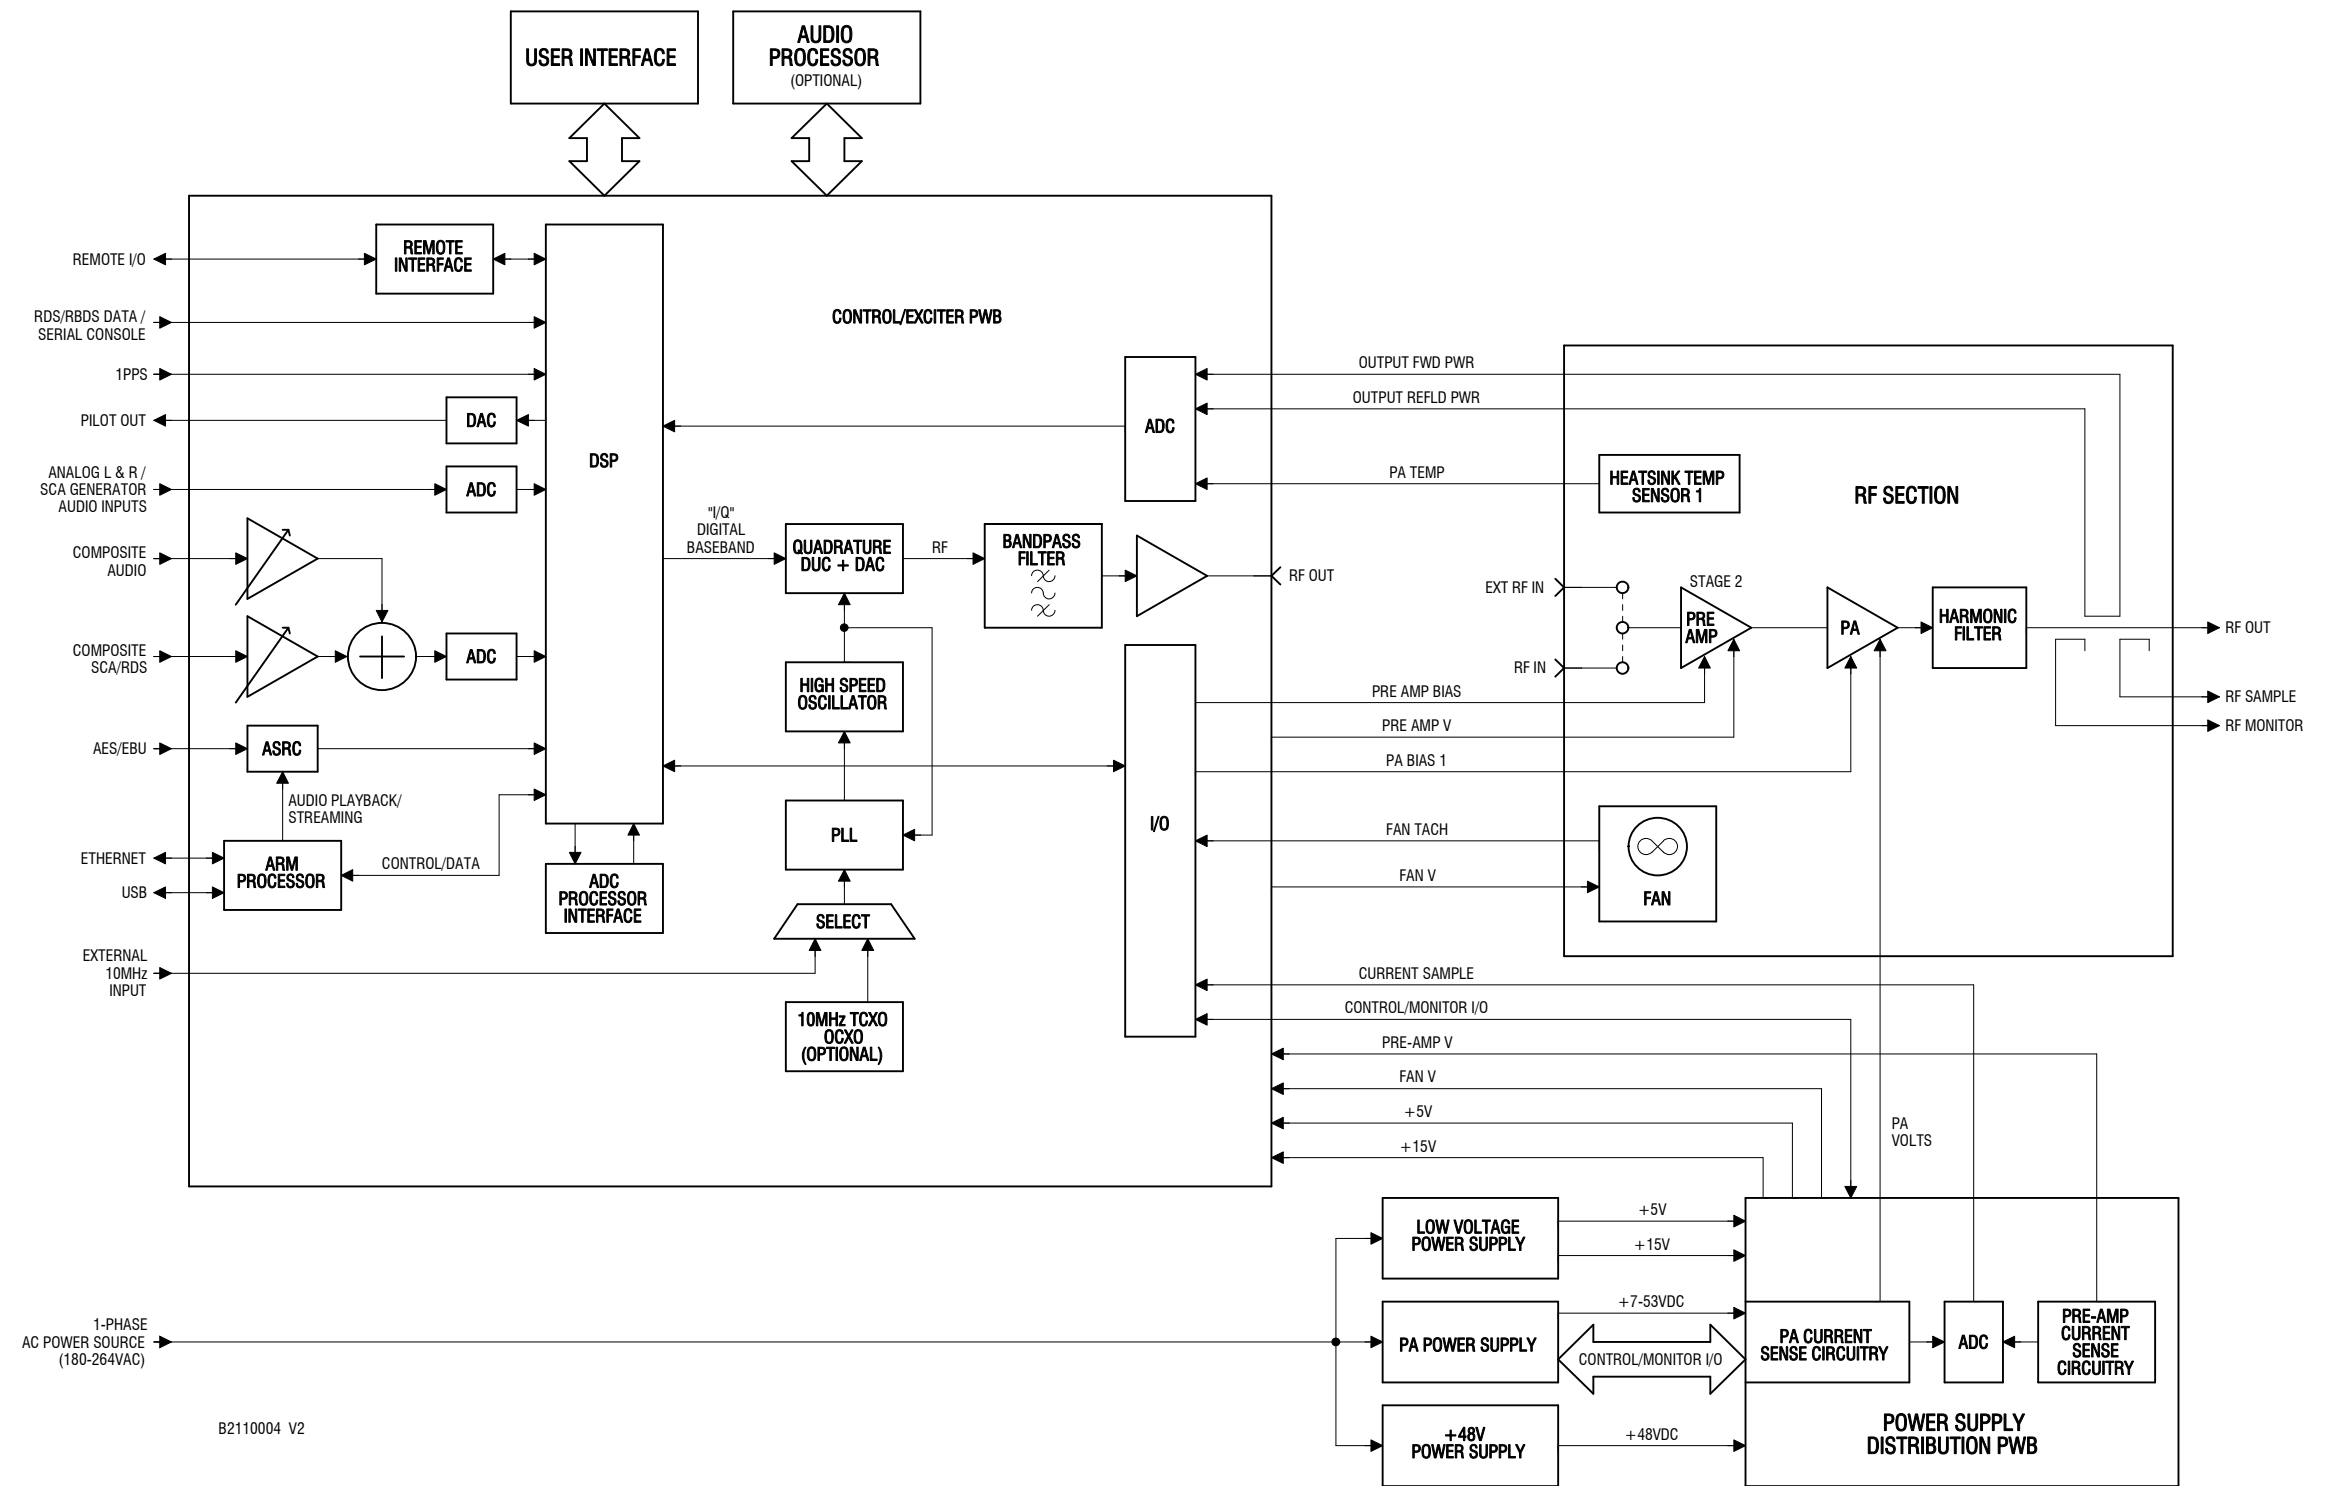 USER INTERFACE
AUDIO
PROCESSOR
(OPTIONAL)
REMOTE I/O
REMOTE
INTERFACE
RDS/RBDS DATA /
SERIAL CONSOLE
1PPS
PILOT OUT
DAC
ANALOG L & R /
SCA GENERATOR
AUDIO INPUTS
ADC
COMPOSITE
AUDIO
COMPOSITE
SCA/RDS
ADC
AES/EBU
ASRC
AUDIO PLAYBACK/
STREAMING
ETHERNET
USB
ARM
PROCESSOR
CONTROL/DATA
EXTERNAL
10MHz
INPUT
DSP
ADC
PROCESSOR
INTERFACE
CONTROL/EXCITER PWB
"I/Q"
DIGITAL
BASEBAND
QUADRATURE
DUC + DAC
RF
BANDPASS
FILTER
RF OUT
HIGH SPEED
OSCILLATOR
PLL
SELECT
10MHz TCXO
OCXO
(OPTIONAL)
ADC
I/O
OUTPUT FWD PWR
OUTPUT REFLD PWR
PA TEMP
HEATSINK TEMP
SENSOR 1
RF SECTION
EXT RF IN
RF IN
STAGE 2
PRE
AMP
PA
HARMONIC
FILTER
RF OUT
RF SAMPLE
RF MONITOR
PRE AMP BIAS
PRE AMP V
PA BIAS 1
FAN TACH
FAN V
FAN
CURRENT SAMPLE
CONTROL/MONITOR I/O
PRE-AMP V
FAN V
+5V
+15V
PA
VOLTS
1-PHASE
AC POWER SOURCE
(180-264VAC)
LOW VOLTAGE
POWER SUPPLY
+5V
+15V
PA POWER SUPPLY
+7-53VDC
CONTROL/MONITOR I/O
+48V
POWER SUPPLY
+48VDC
PA CURRENT
SENSE CIRCUITRY
ADC
PRE-AMP
CURRENT
SENSE
CIRCUITRY
POWER SUPPLY
DISTRIBUTION PWB
B2110004 V2